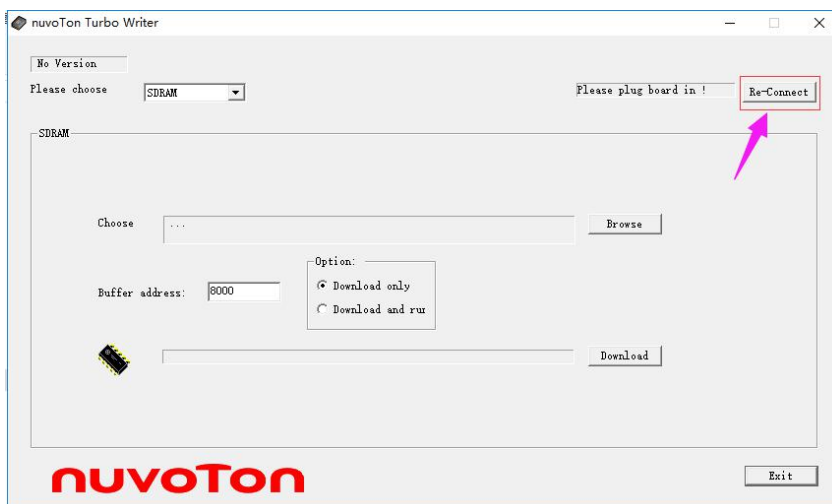 nuvoTon Turbo Writer
No Version
Please choose
SDRAM
Please plug board in !
Re-Connect
SDRAM
Choose
...
Browse
Option:
Download only
Buffer address:
8000
Download and rur
Download
nuvoTon
Exit